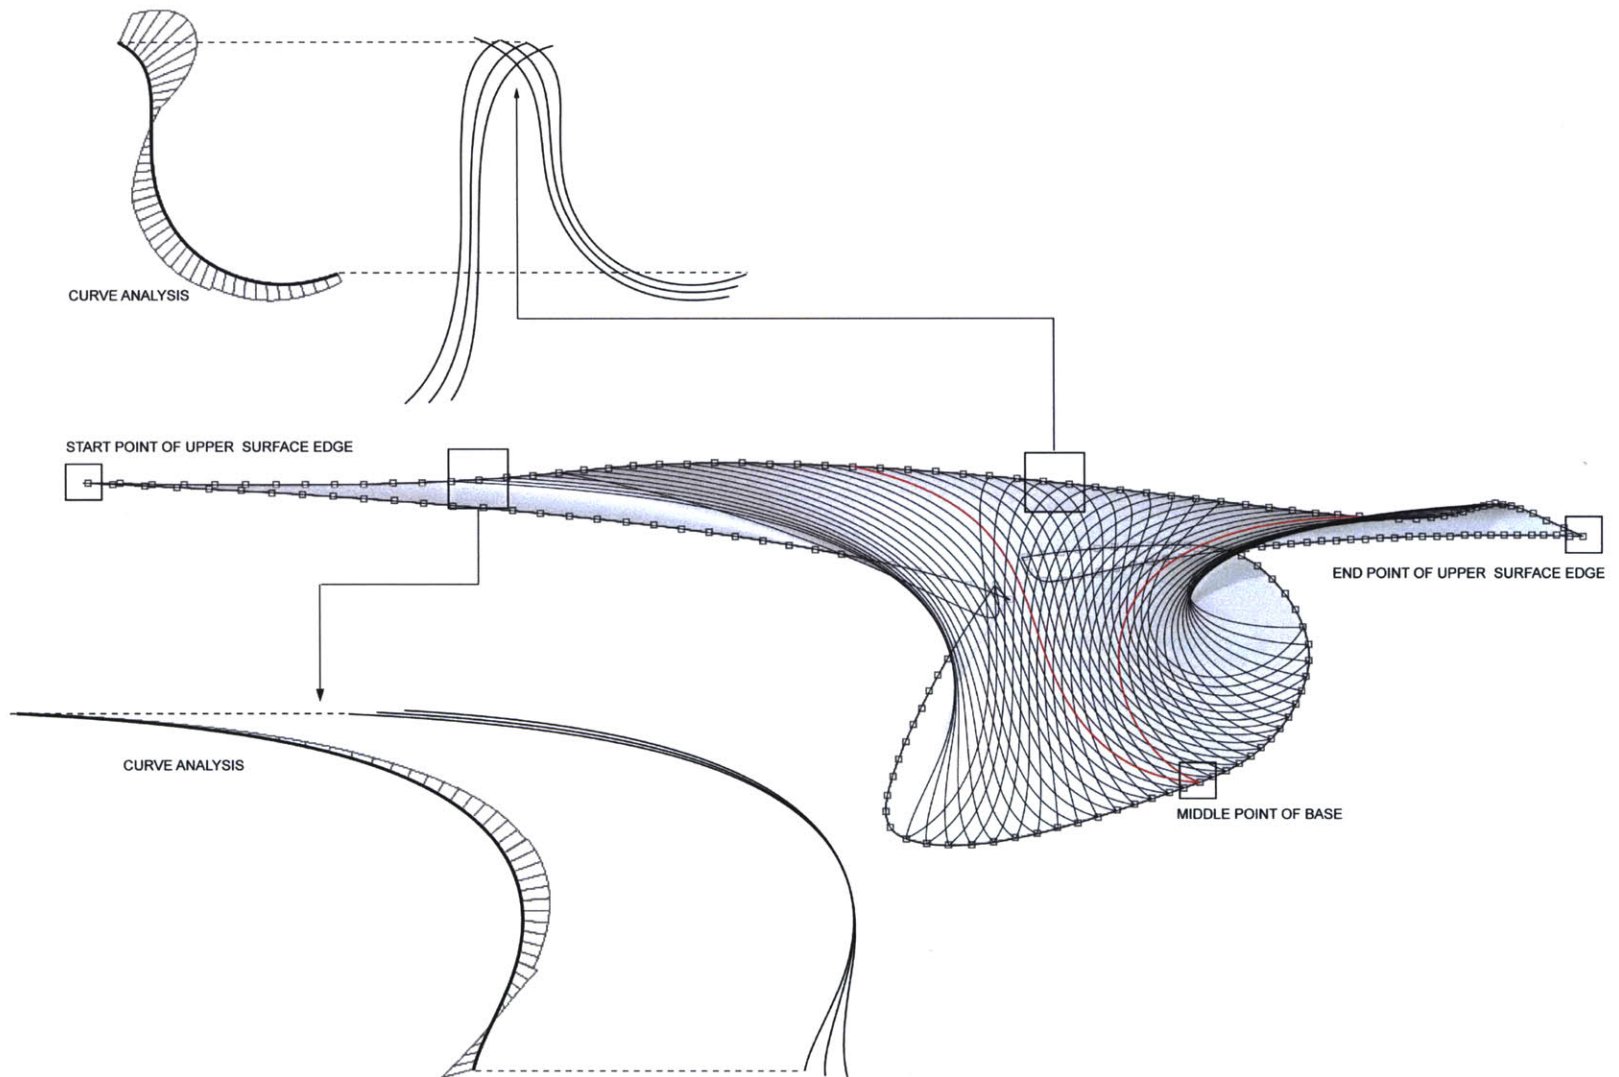 CURVE ANALYSIS
START POINT OF UPPER SURFACE EDGE
END POINT OF UPPER SURFACE EDGE
CURVE ANALYSIS
MIDDLE POINT OF BASE